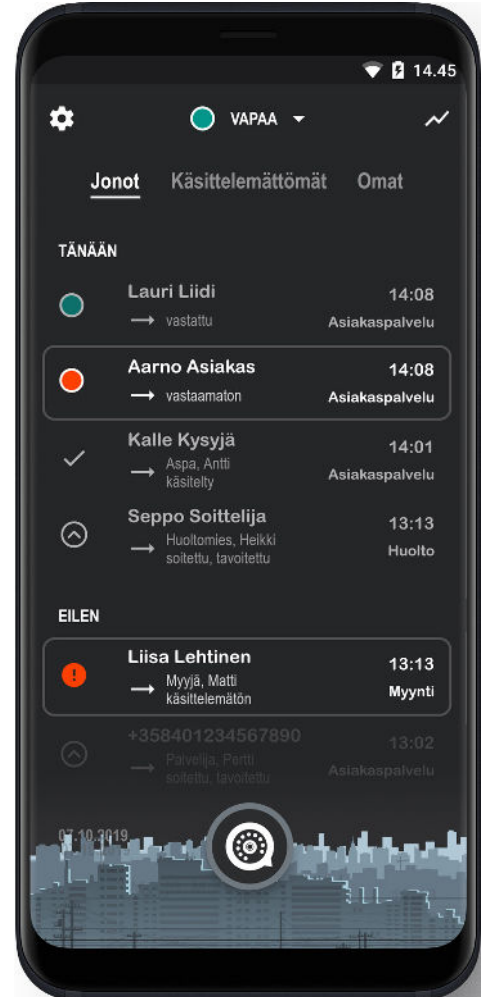 14.45
VAPAA
Jonot Käsittelemättömät Omat
TÄNÄÄN
Lauri Liidi 14:08
vastattu Asiakaspalvelu
Aarno Asiakas 14:08
vastaamaton Asiakaspalvelu
Kalle Kysyjä 14:01
Aspa, Antti
käsitelty Asiakaspalvelu
Seppo Soittelija 13:13
Huoltomies, Heikki
soitettu, tavoitettu Huolto
EILEN
Liisa Lehtinen 13:13
Myyjä, Matti
käsittelemätön Myynti
+358401234567890 13:02
Palvelija, Pertti
soitettu, tavoitettu Asiakaspalvelu
07.10.2019